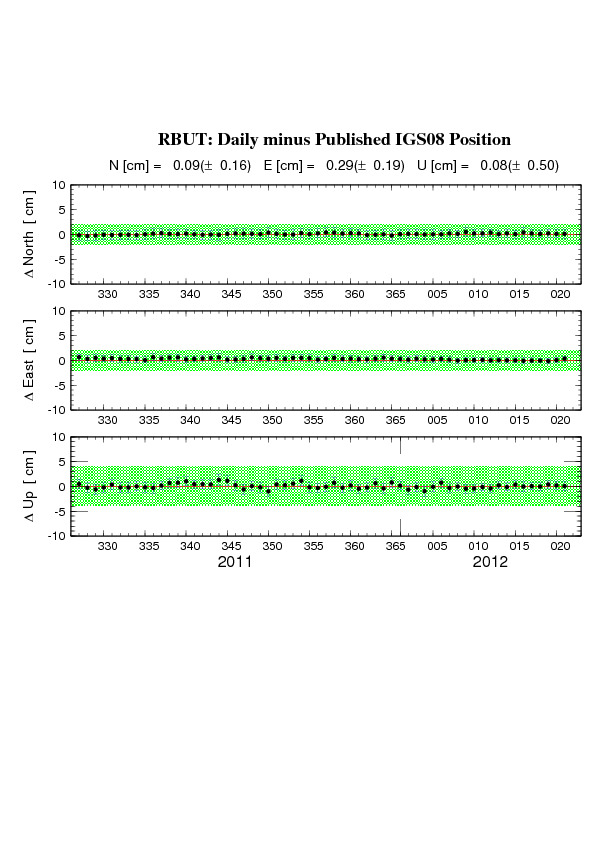 RBUT: Daily minus Published IGS08 Position
N [cm] = 0.09(± 0.16) E [cm] = 0.29(± 0.19) U [cm] = 0.08(± 0.50)
Δ North [ cm ]
10
5
0
-5
-10
330 335 340 345 350 355 360 365 005 010 015 020
Δ East [ cm ]
10
5
0
-5
-10
330 335 340 345 350 355 360 365 005 010 015 020
Δ Up [ cm ]
10
5
0
-5
-10
330 335 340 345 350 355 360 365 005 010 015 020
2011 2012